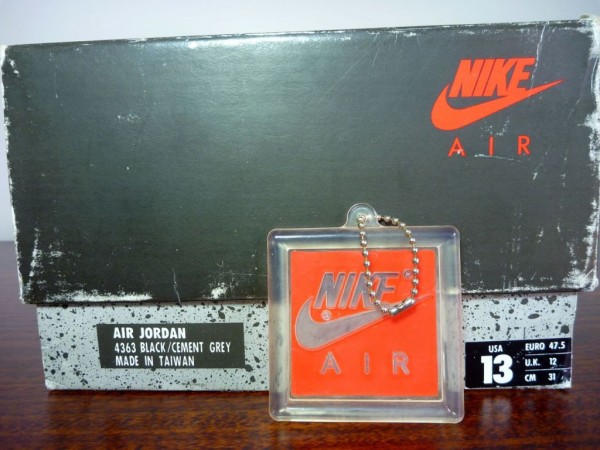 NIKE
AIR
NIKE®
AIR
AIR JORDAN
4363 BLACK/CEMENT GREY
MADE IN TAIWAN
USA
13
EURO 47.5
U.K. 12
CM 31